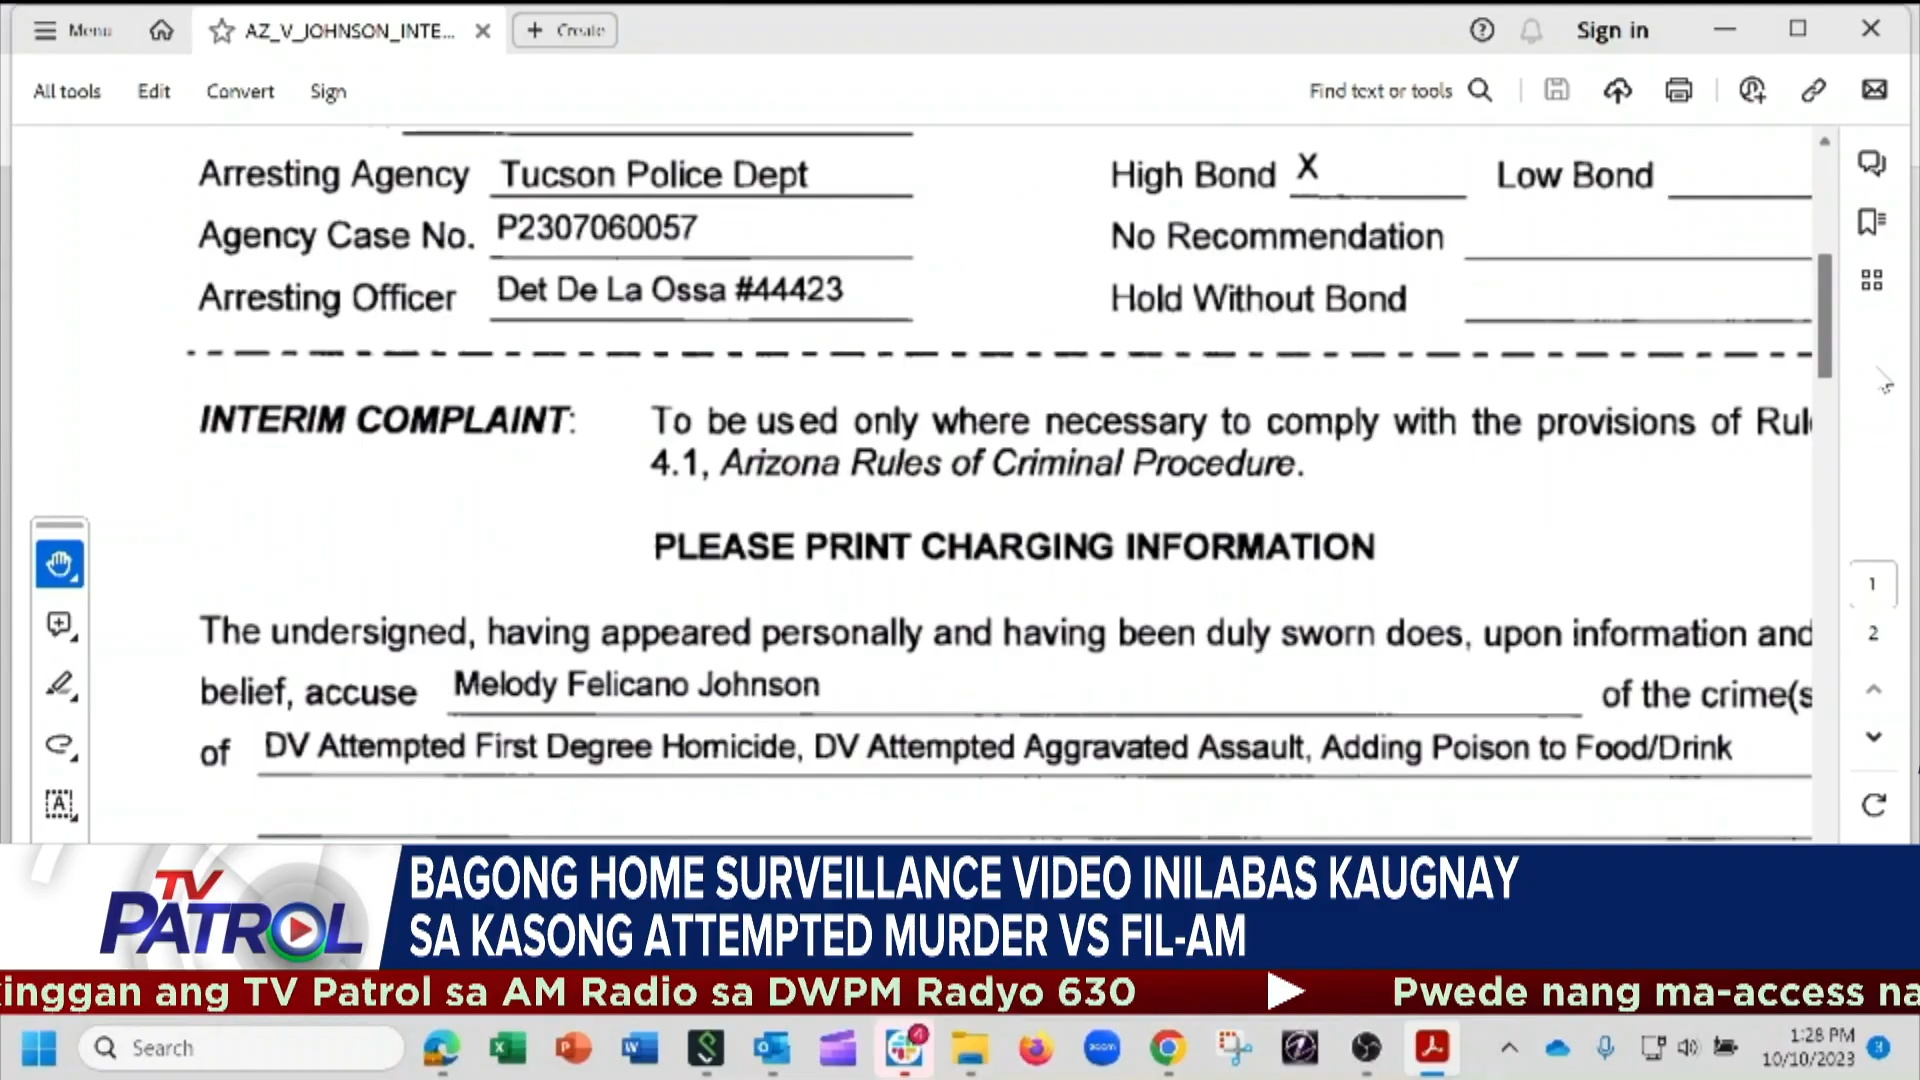 Menu
AZ_V_JOHNSON_INTE...
+ Create
Sign in
All tools Edit Convert Sign
Find text or tools
Arresting Agency Tucson Police Dept High Bond X Low Bond
Agency Case No. P2307060057 No Recommendation
Arresting Officer Det De La Ossa #44423 Hold Without Bond
INTERIM COMPLAINT: To be used only where necessary to comply with the provisions of Rul
4.1, Arizona Rules of Criminal Procedure.
PLEASE PRINT CHARGING INFORMATION
The undersigned, having appeared personally and having been duly sworn does, upon information and
belief, accuse Melody Felicano Johnson of the crime(s
of DV Attempted First Degree Homicide, DV Attempted Aggravated Assault, Adding Poison to Food/Drink
1
2
TV PATROL
BAGONG HOME SURVEILLANCE VIDEO INILABAS KAUGNAY
SA KASONG ATTEMPTED MURDER VS FIL-AM
kinggan ang TV Patrol sa AM Radio sa DWPM Radyo 630 Pwede nang ma-access na
Search
zoom
4
1:28 PM
10/10/2023
3